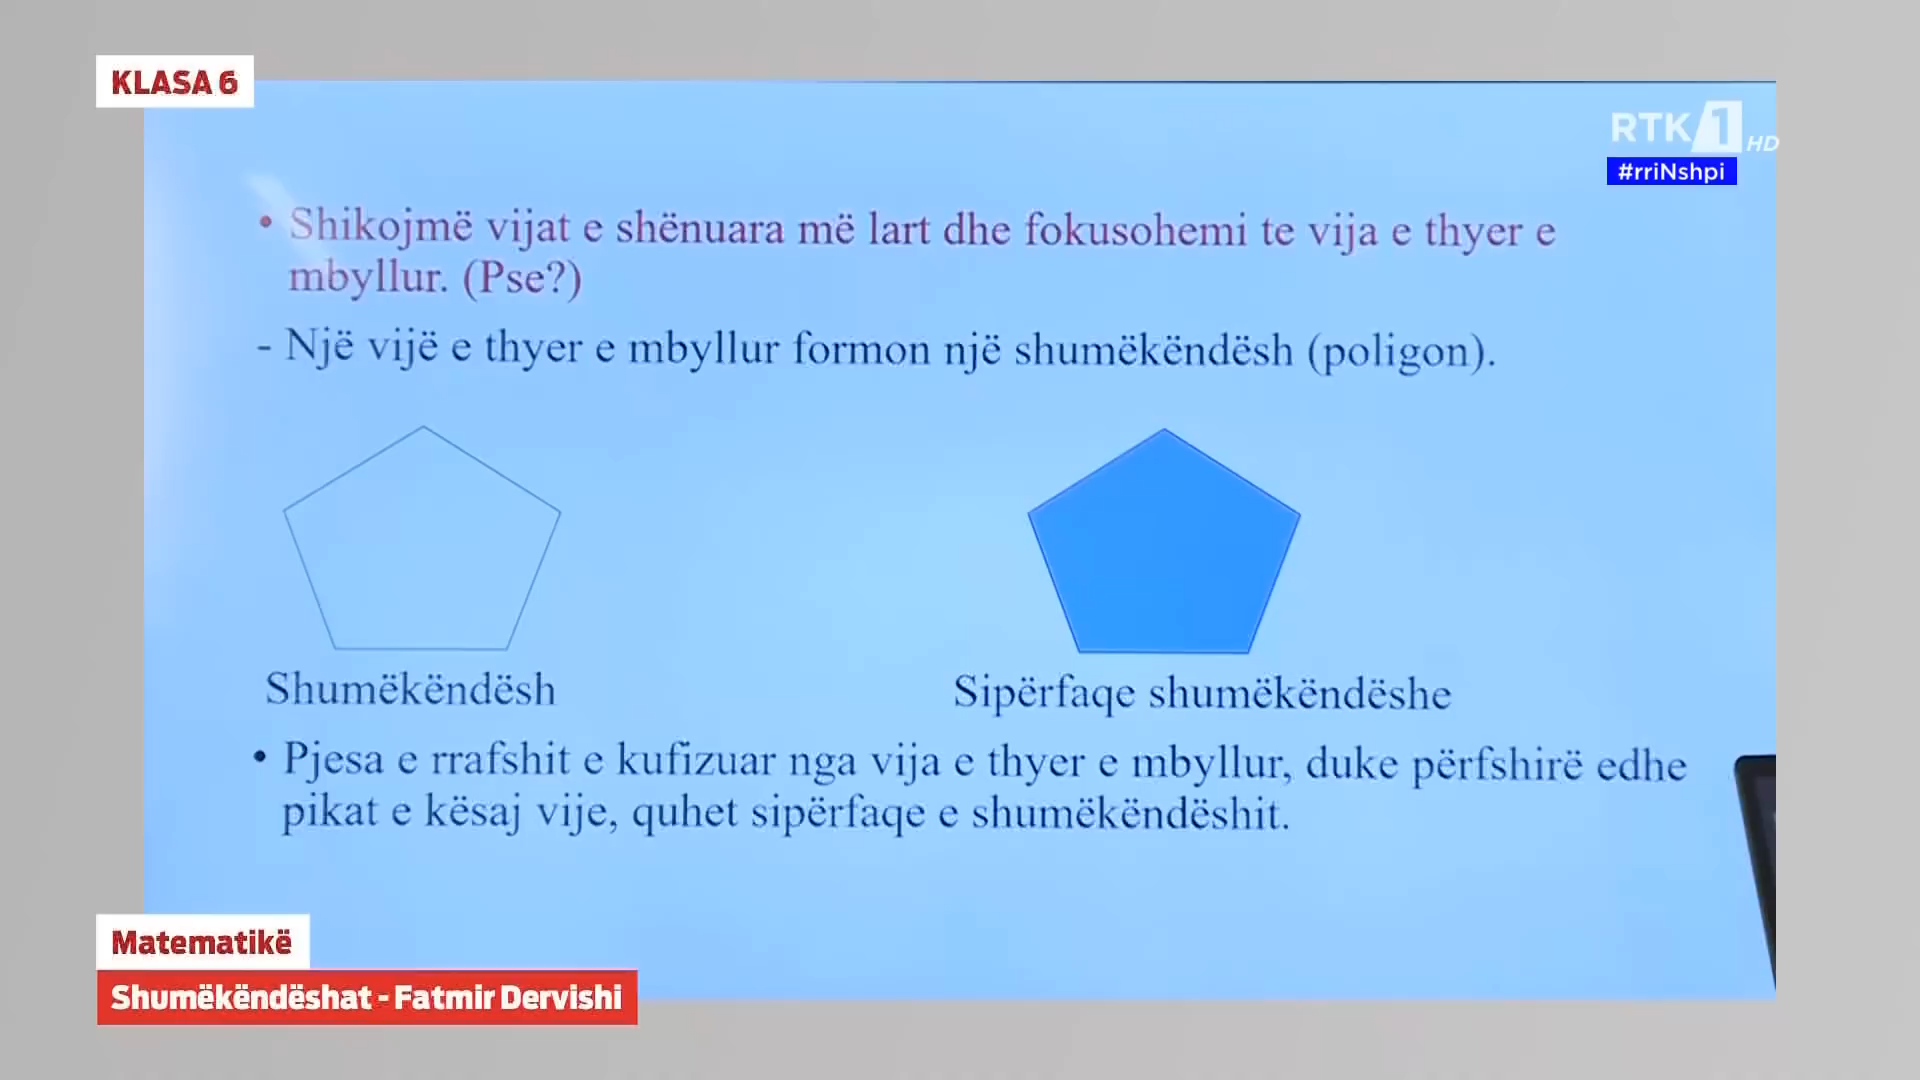 KLASA 6
RTK 1 HD
#rriNshpi
• Shikojmë vijat e shënuara më lart dhe fokusohemi te vija e thyer e
mbyllur. (Pse?)
- Një vijë e thyer e mbyllur formon një shumëkëndësh (poligon).
Shumëkëndësh
Sipërfaqe shumëkëndëshe
• Pjesa e rrafshit e kufizuar nga vija e thyer e mbyllur, duke përfshirë edhe
pikat e kësaj vije, quhet sipërfaqe e shumëkëndëshit.
Matematikë
Shumëkëndëshat - Fatmir Dervishi